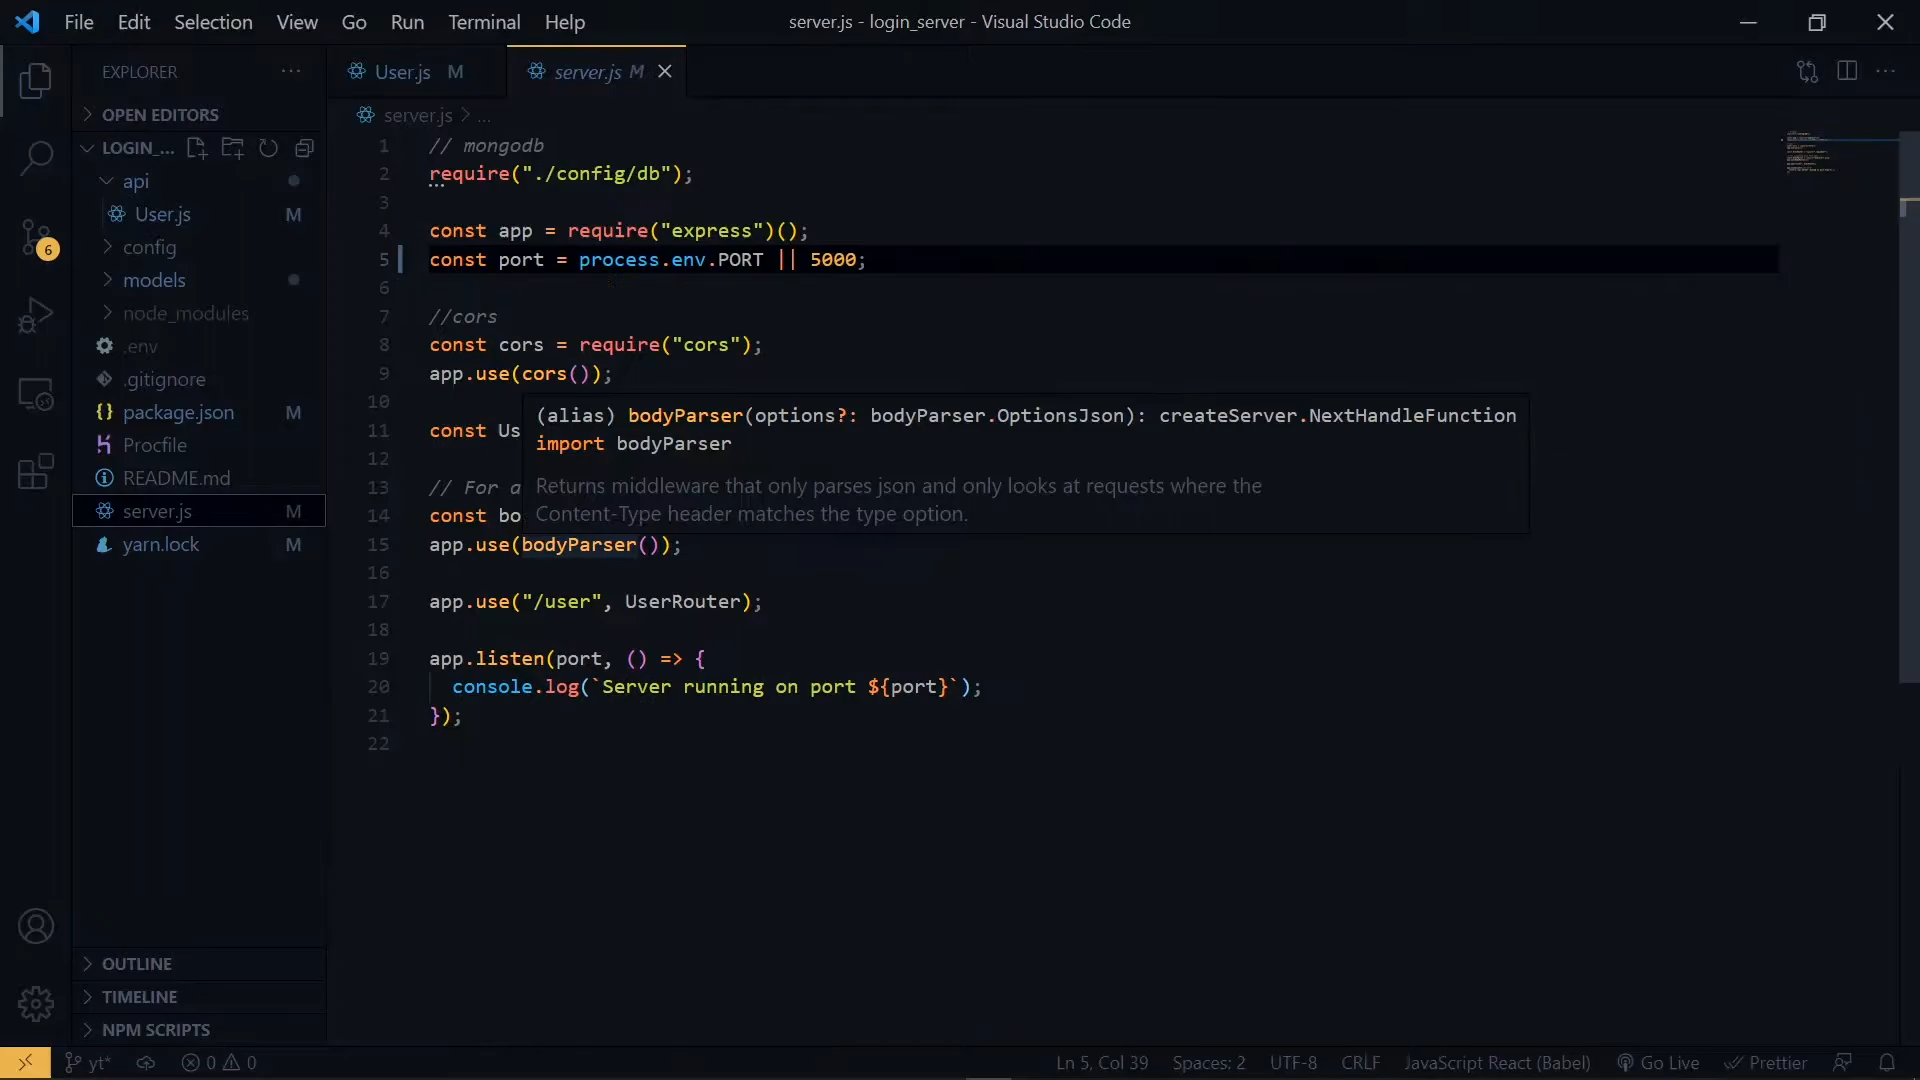 File Edit Selection View Go Run Terminal Help
server.js - login_server - Visual Studio Code
EXPLORER
User.js M
server.js M
OPEN EDITORS
server.js > ...
LOGIN_...
api
User.js M
config
models
node_modules
.env
.gitignore
package.json M
Procfile
README.md
server.js M
yarn.lock M
6
OUTLINE
TIMELINE
NPM SCRIPTS
1 // mongodb
2 require("./config/db");
3
4 const app = require("express")();
5 const port = process.env.PORT || 5000;
6
7 //cors
8 const cors = require("cors");
9 app.use(cors());
10
11 const Us
12
13 // For a
14 const bo
15 app.use(bodyParser());
16
17 app.use("/user", UserRouter);
18
19 app.listen(port, () => {
20 console.log(`Server running on port ${port}`);
21 });
22
(alias) bodyParser(options?: bodyParser.OptionsJson): createServer.NextHandleFunction
import bodyParser
Returns middleware that only parses json and only looks at requests where the
Content-Type header matches the type option.
yt* 0 0
Ln 5, Col 39 Spaces: 2 UTF-8 CRLF JavaScript React (Babel) Go Live Prettier